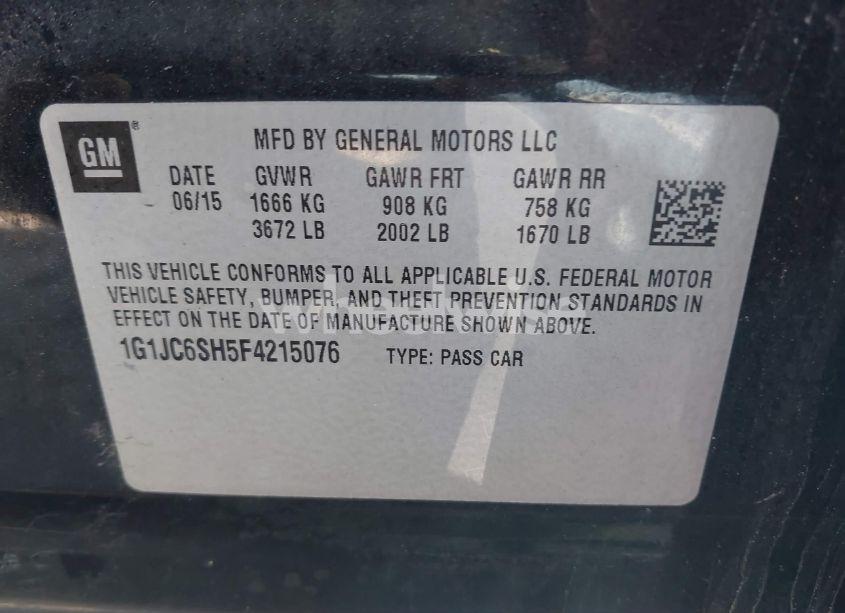 GM
MFD BY GENERAL MOTORS LLC
DATE GVWR GAWR FRT GAWR RR
06/15 1666 KG 908 KG 758 KG
3672 LB 2002 LB 1670 LB
THIS VEHICLE CONFORMS TO ALL APPLICABLE U.S. FEDERAL MOTOR
VEHICLE SAFETY, BUMPER, AND THEFT PREVENTION STANDARDS IN
EFFECT ON THE DATE OF MANUFACTURE SHOWN ABOVE.
1G1JC6SH5F4215076 TYPE: PASS CAR